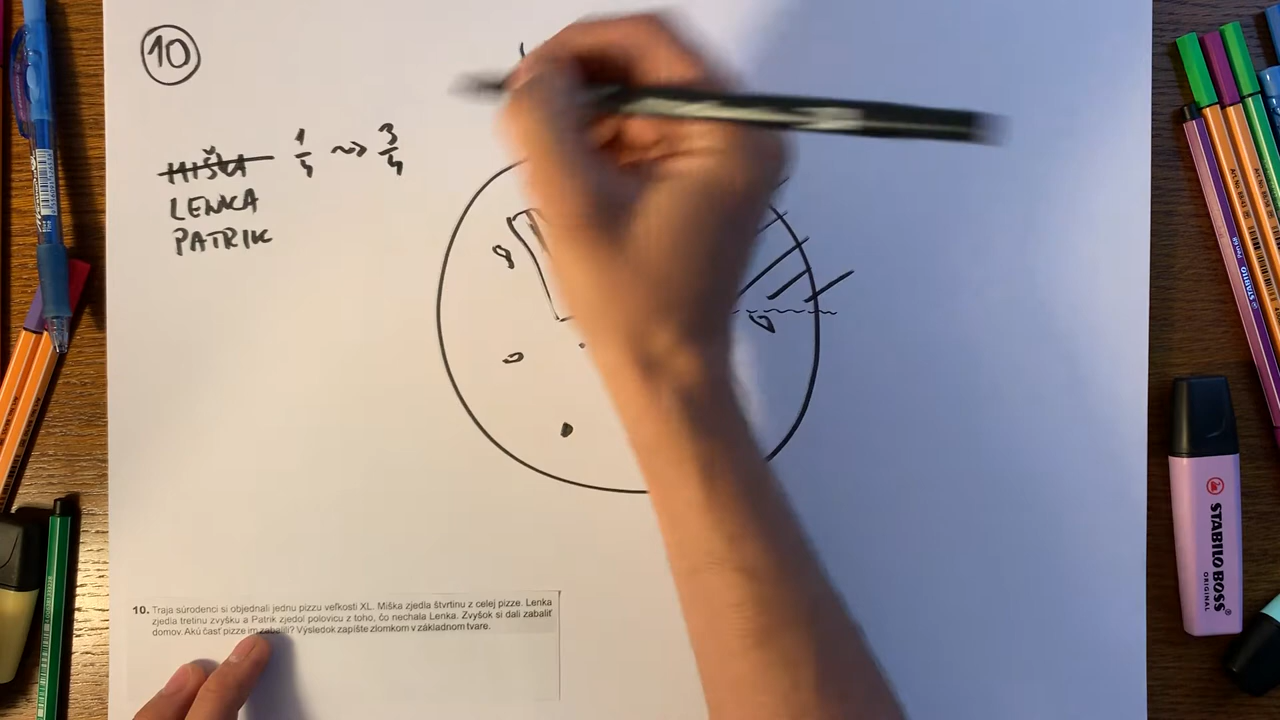 10
MIŠKA 1/4 ⇝ 3/4
LENKA
PATRIK
10. Traja súrodenci si objednali jednu pizzu veľkosti XL. Miška zjedla štvrtinu z celej pizze. Lenka
zjedla tretinu zvyšku a Patrik zjedol polovicu z toho, čo nechala Lenka. Zvyšok si dali zabaliť
domov. Akú časť pizze im zabalili? Výsledok zapíšte zlomkom v základnom tvare.
STABILO BOSS
ORIGINAL
STABILO